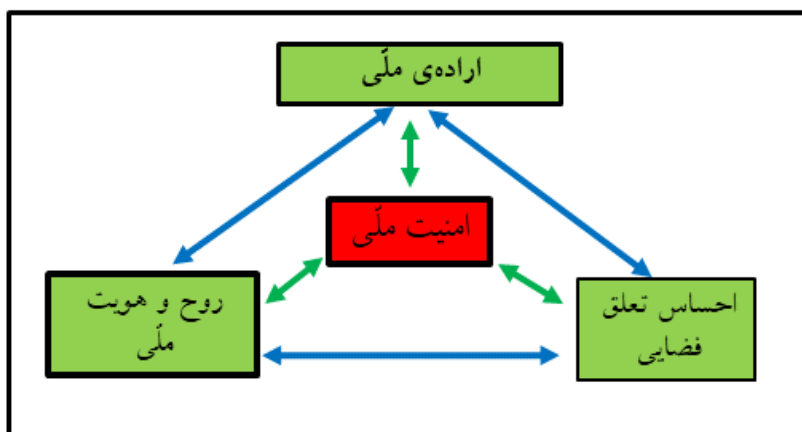 اراده‌ی ملّی
امنیت ملّی
احساس تعلق
فضایی
روح و هویت
ملّی